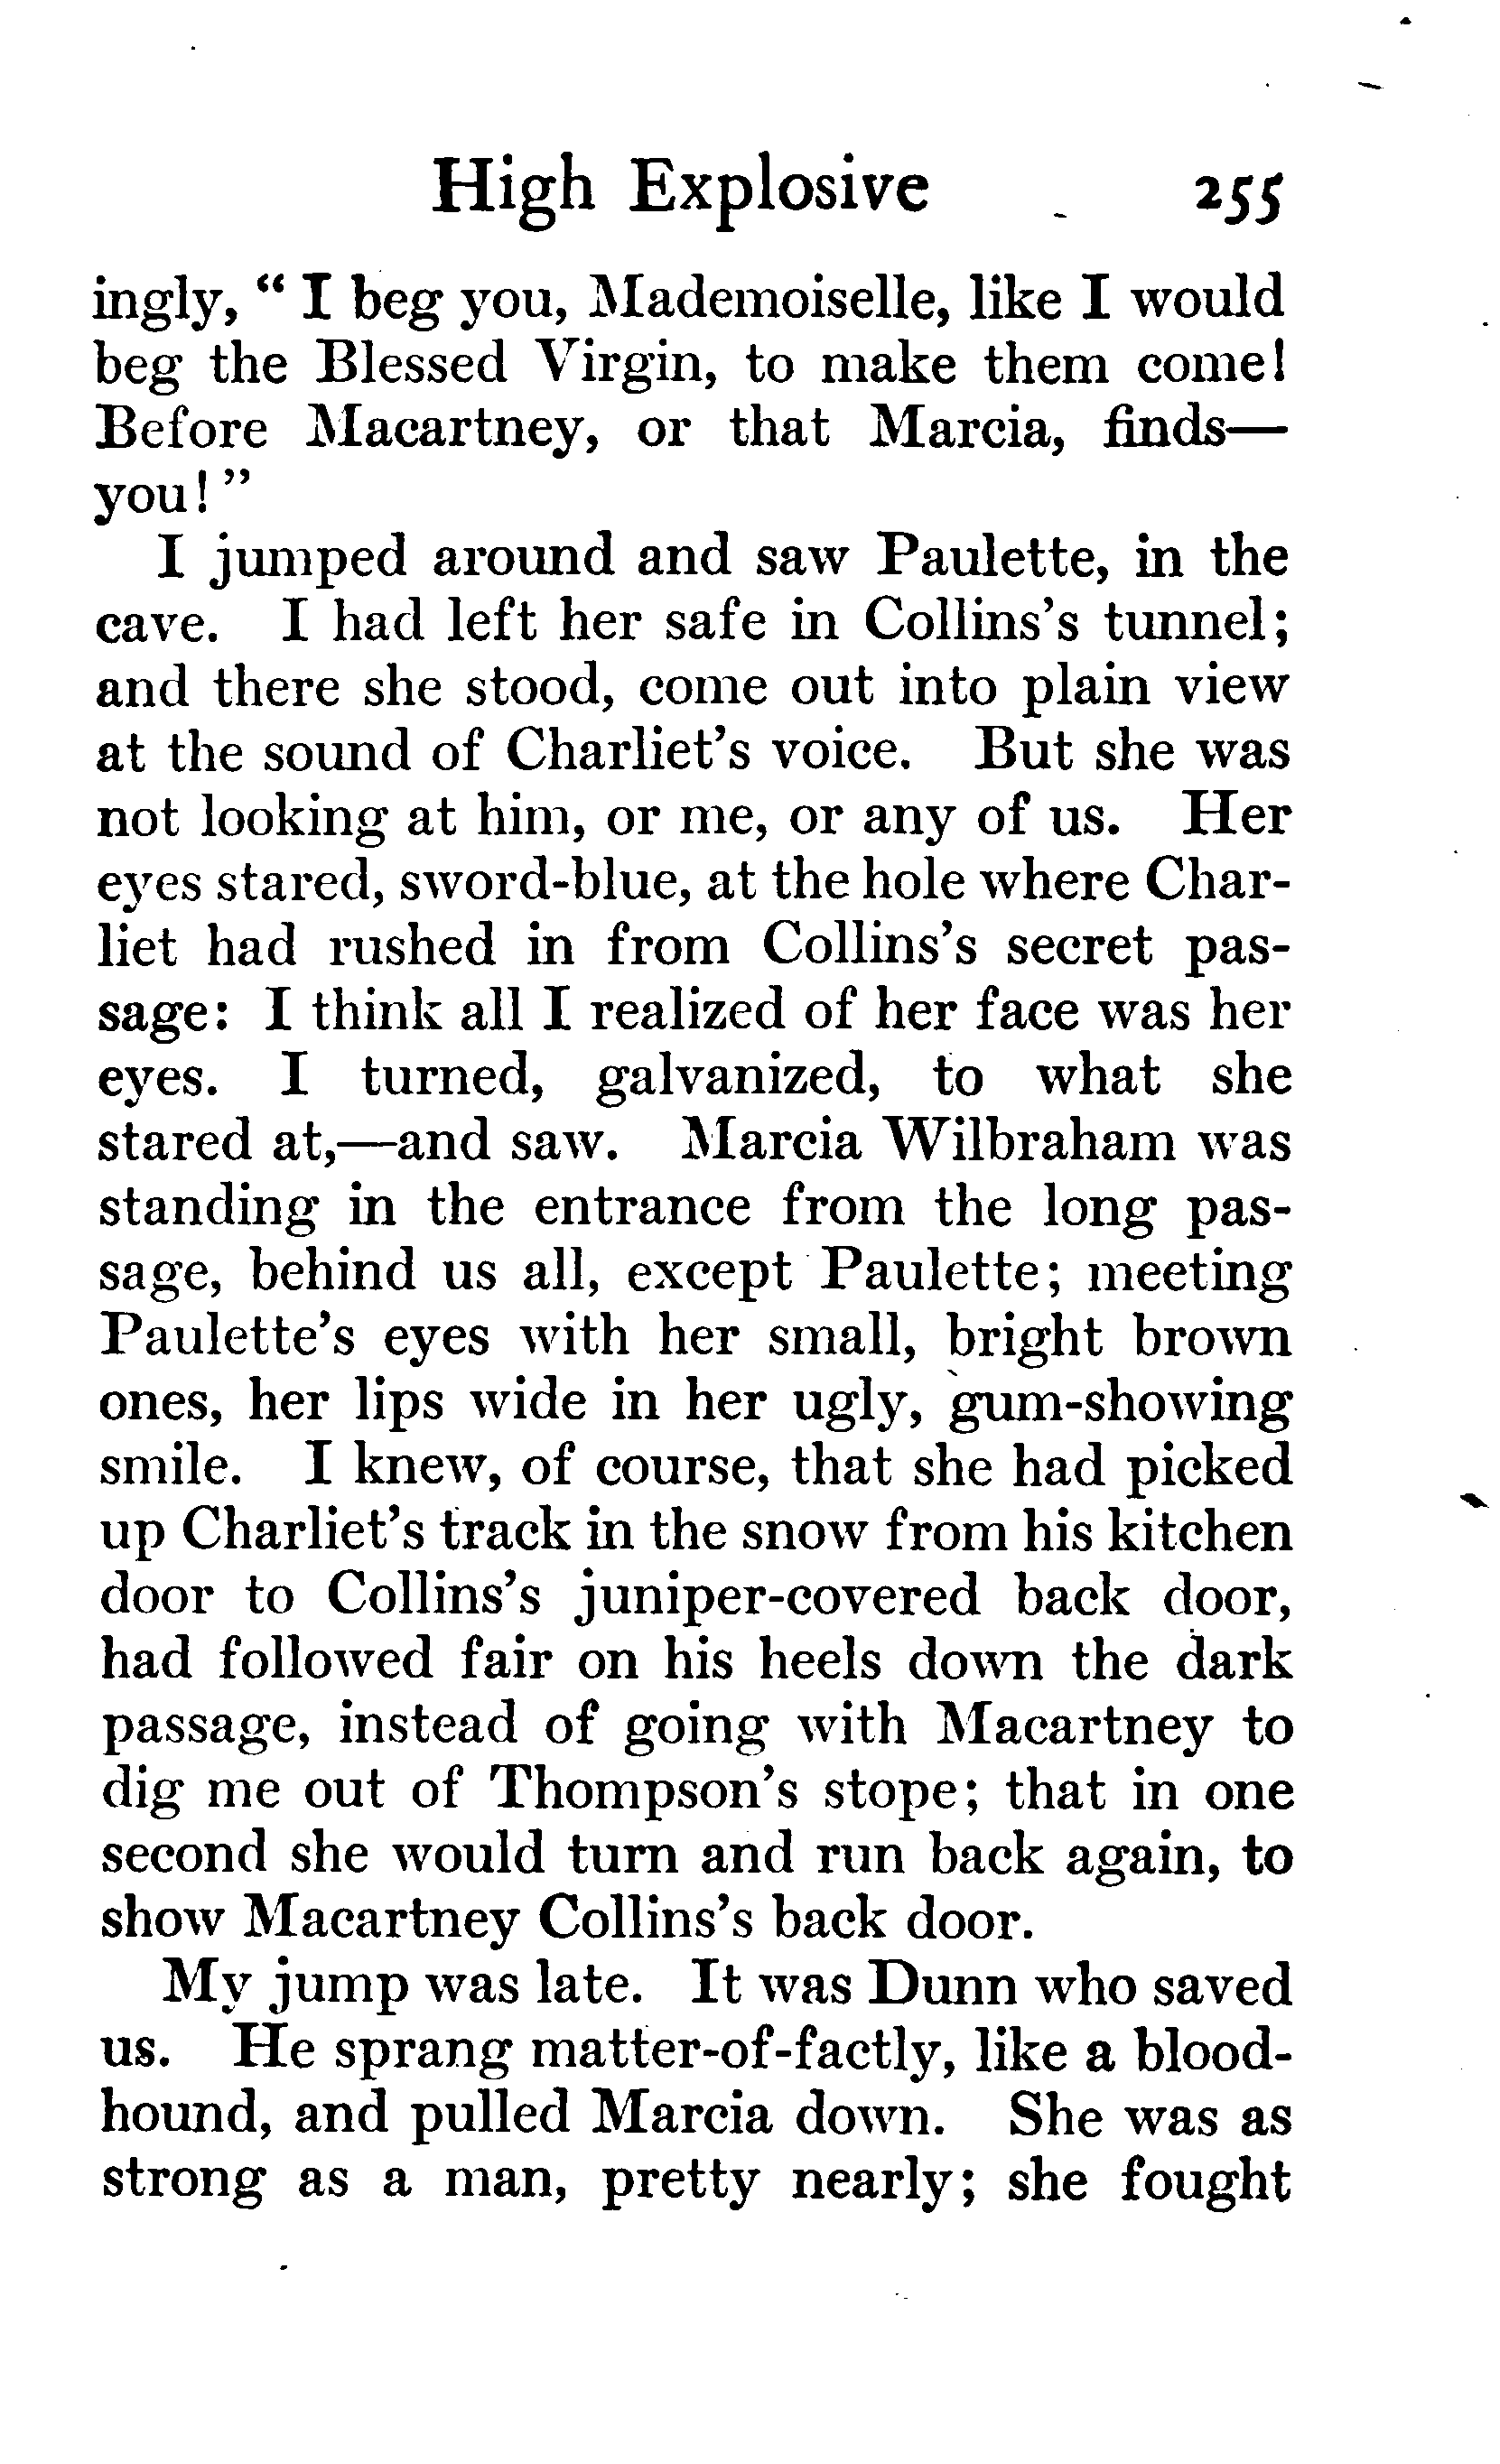 High Explosive 255
ingly, " I beg you, Mademoiselle, like I would
beg the Blessed Virgin, to make them come!
Before Macartney, or that Marcia, finds—
you! "
I jumped around and saw Paulette, in the
cave. I had left her safe in Collins's tunnel;
and there she stood, come out into plain view
at the sound of Charliet's voice. But she was
not looking at him, or me, or any of us. Her
eyes stared, sword-blue, at the hole where Char-
liet had rushed in from Collins's secret pas-
sage: I think all I realized of her face was her
eyes. I turned, galvanized, to what she
stared at,—and saw. Marcia Wilbraham was
standing in the entrance from the long pas-
sage, behind us all, except Paulette; meeting
Paulette's eyes with her small, bright brown
ones, her lips wide in her ugly, gum-showing
smile. I knew, of course, that she had picked
up Charliet's track in the snow from his kitchen
door to Collins's juniper-covered back door,
had followed fair on his heels down the dark
passage, instead of going with Macartney to
dig me out of Thompson's stope; that in one
second she would turn and run back again, to
show Macartney Collins's back door.
My jump was late. It was Dunn who saved
us. He sprang matter-of-factly, like a blood-
hound, and pulled Marcia down. She was as
strong as a man, pretty nearly; she fought